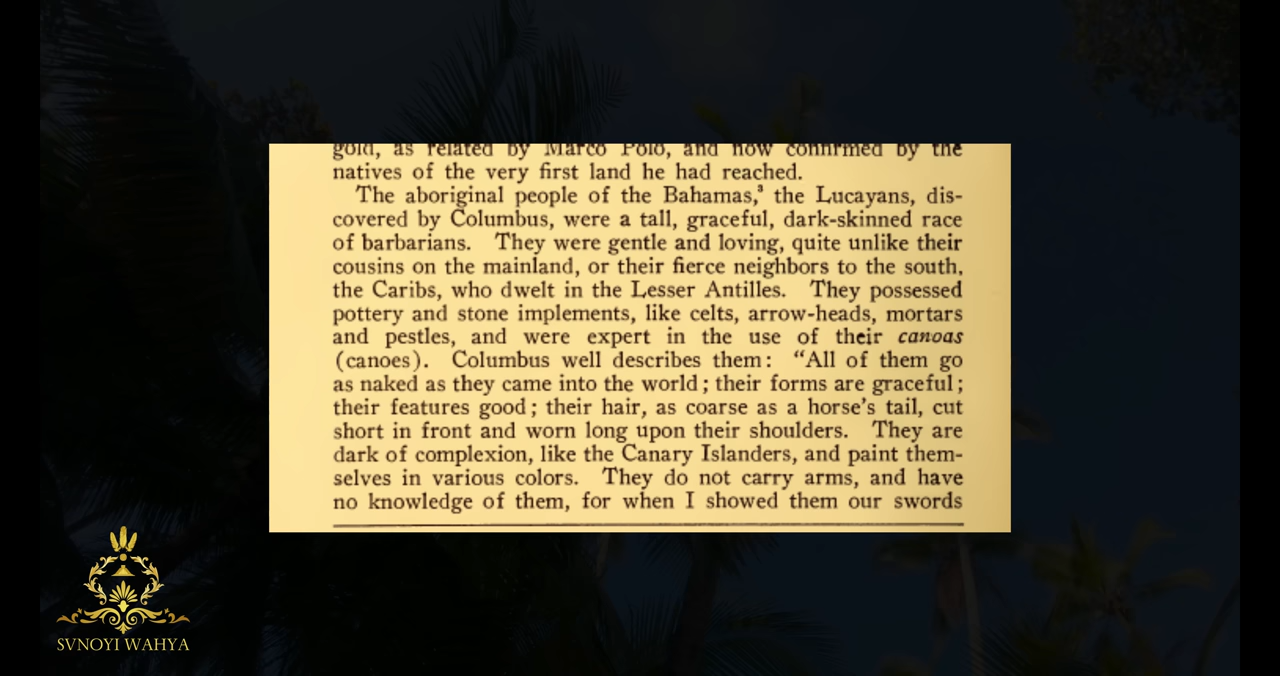 gold, as related by Marco Polo, and now confirmed by the
natives of the very first land he had reached.
The aboriginal people of the Bahamas,³ the Lucayans, dis-
covered by Columbus, were a tall, graceful, dark-skinned race
of barbarians. They were gentle and loving, quite unlike their
cousins on the mainland, or their fierce neighbors to the south,
the Caribs, who dwelt in the Lesser Antilles. They possessed
pottery and stone implements, like celts, arrow-heads, mortars
and pestles, and were expert in the use of their canoas
(canoes). Columbus well describes them: “All of them go
as naked as they came into the world; their forms are graceful;
their features good; their hair, as coarse as a horse’s tail, cut
short in front and worn long upon their shoulders. They are
dark of complexion, like the Canary Islanders, and paint them-
selves in various colors. They do not carry arms, and have
no knowledge of them, for when I showed them our swords
SVNOYI WAHYA